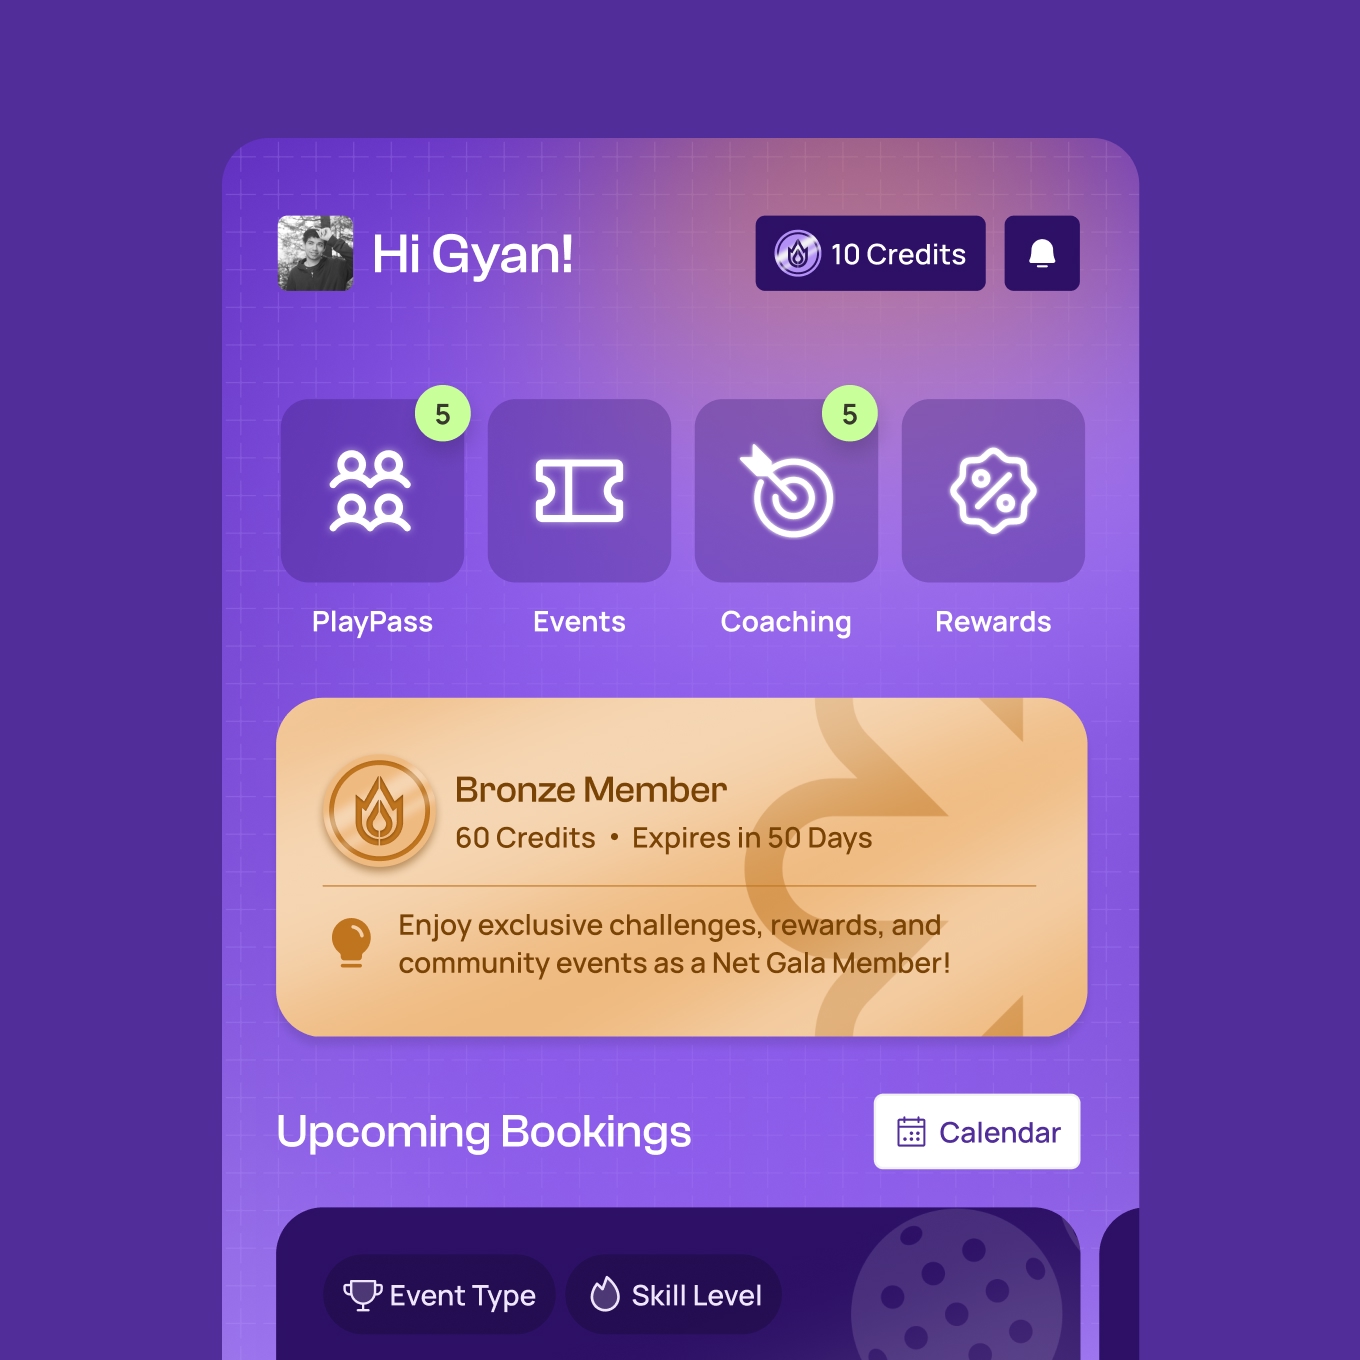 Hi Gyan!
10 Credits
5
5
PlayPass
Events
Coaching
Rewards
Bronze Member
60 Credits • Expires in 50 Days
Enjoy exclusive challenges, rewards, and
community events as a Net Gala Member!
Upcoming Bookings
Calendar
Event Type
Skill Level